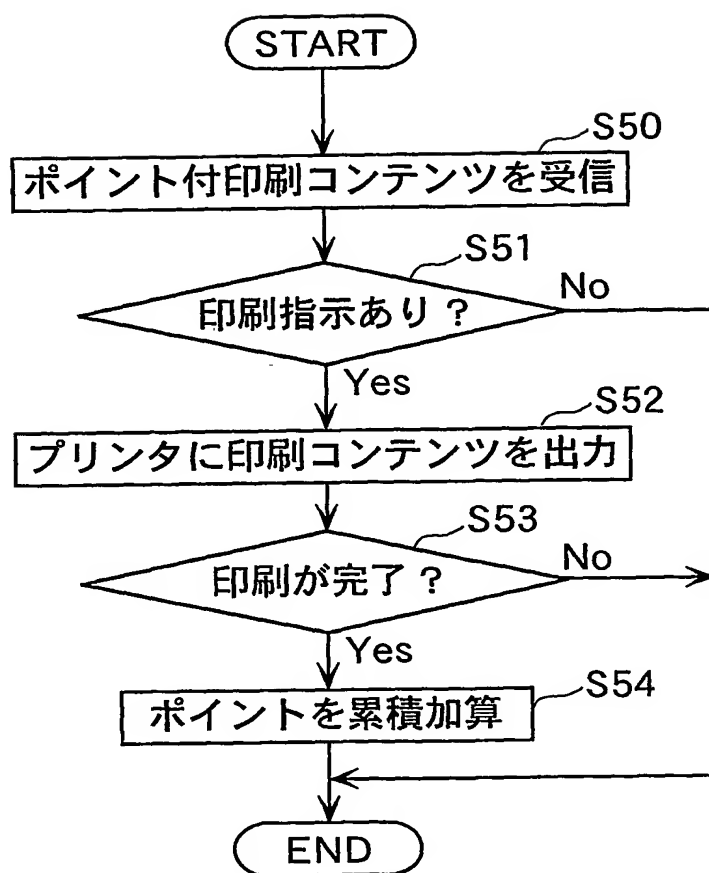 START
S50
ポイント付印刷コンテンツを受信
S51
印刷指示あり?
No
Yes
S52
プリンタに印刷コンテンツを出力
S53
印刷が完了?
No
Yes
S54
ポイントを累積加算
END